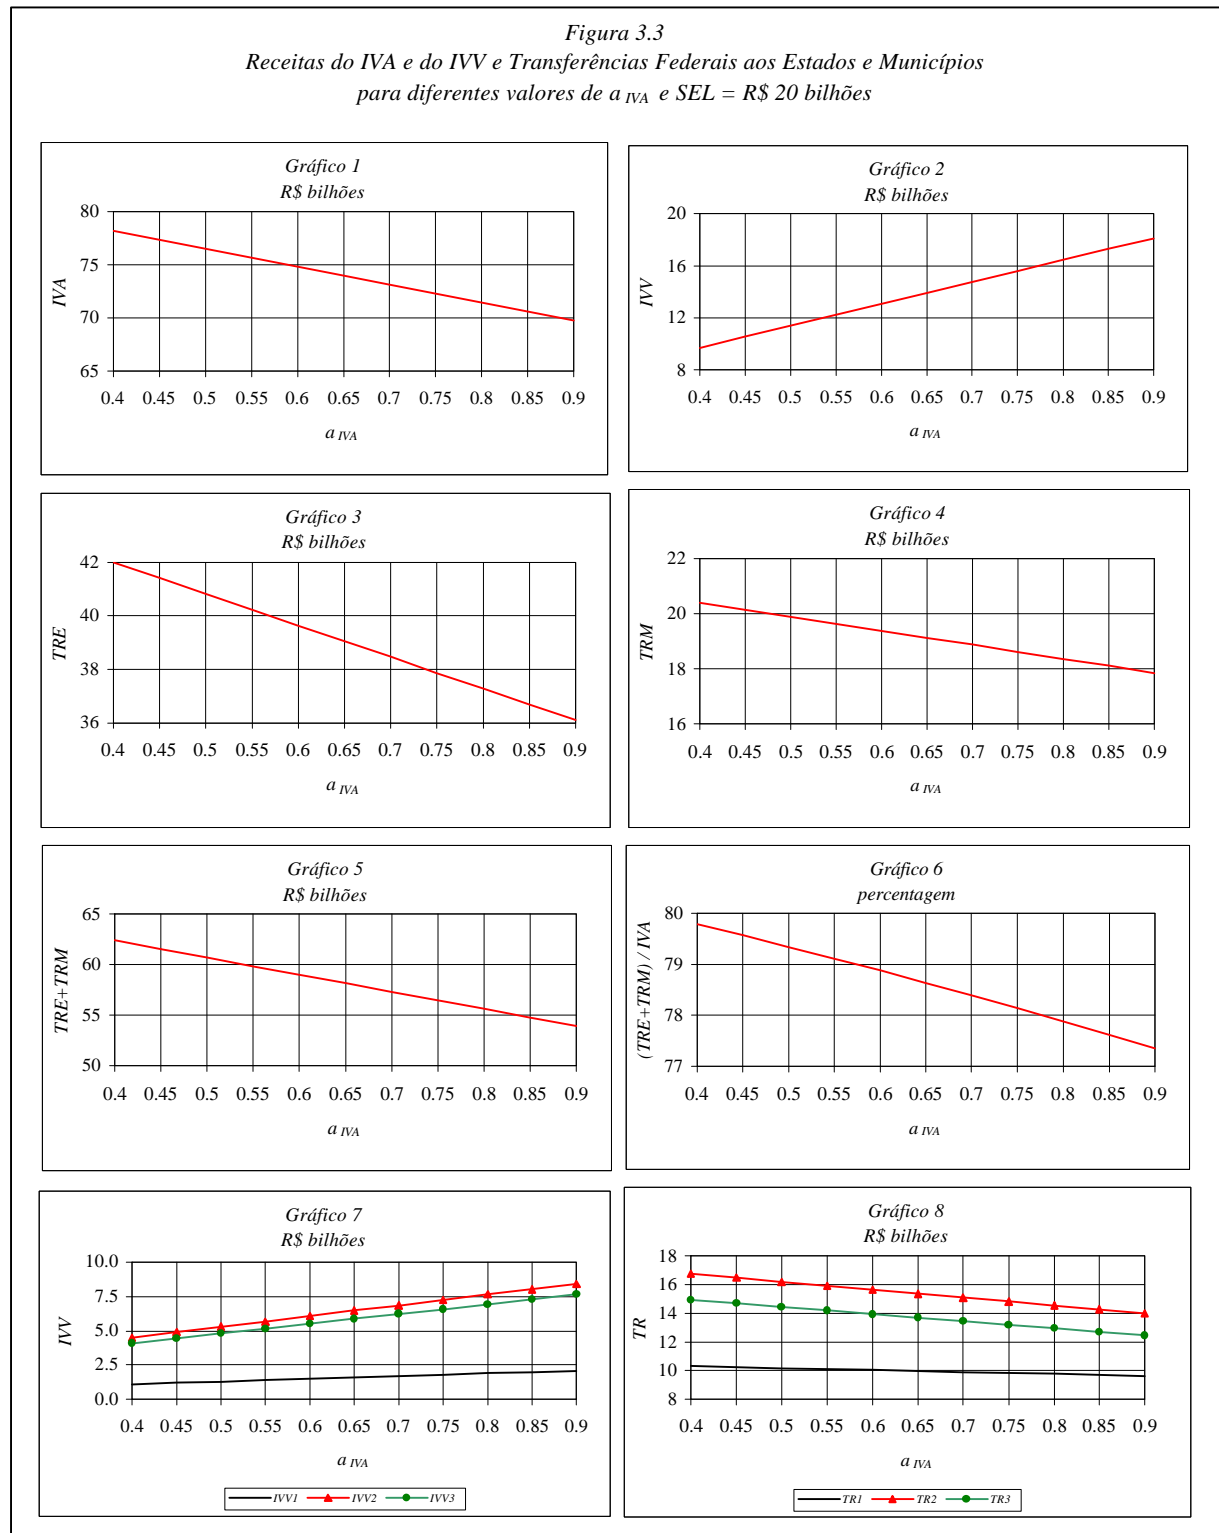 Figura 3.3
Receitas do IVA e do IVV e Transferências Federais aos Estados e Municípios
para diferentes valores de a IVA e SEL = R$ 20 bilhões
Gráfico 1
R$ bilhões
IVA
80
75
70
65
0.4 0.45 0.5 0.55 0.6 0.65 0.7 0.75 0.8 0.85 0.9
a IVA
Gráfico 2
R$ bilhões
IVV
20
16
12
8
0.4 0.45 0.5 0.55 0.6 0.65 0.7 0.75 0.8 0.85 0.9
a IVA
Gráfico 3
R$ bilhões
TRE
42
40
38
36
0.4 0.45 0.5 0.55 0.6 0.65 0.7 0.75 0.8 0.85 0.9
a IVA
Gráfico 4
R$ bilhões
TRM
22
20
18
16
0.4 0.45 0.5 0.55 0.6 0.65 0.7 0.75 0.8 0.85 0.9
a IVA
Gráfico 5
R$ bilhões
TRE+TRM
65
60
55
50
0.4 0.45 0.5 0.55 0.6 0.65 0.7 0.75 0.8 0.85 0.9
a IVA
Gráfico 6
percentagem
(TRE+TRM) / IVA
80
79
78
77
0.4 0.45 0.5 0.55 0.6 0.65 0.7 0.75 0.8 0.85 0.9
a IVA
Gráfico 7
R$ bilhões
IVV
10.0
7.5
5.0
2.5
0.0
0.4 0.45 0.5 0.55 0.6 0.65 0.7 0.75 0.8 0.85 0.9
a IVA
IVV1 IVV2 IVV3
Gráfico 8
R$ bilhões
TR
18
16
14
12
10
8
0.4 0.45 0.5 0.55 0.6 0.65 0.7 0.75 0.8 0.85 0.9
a IVA
TR1 TR2 TR3